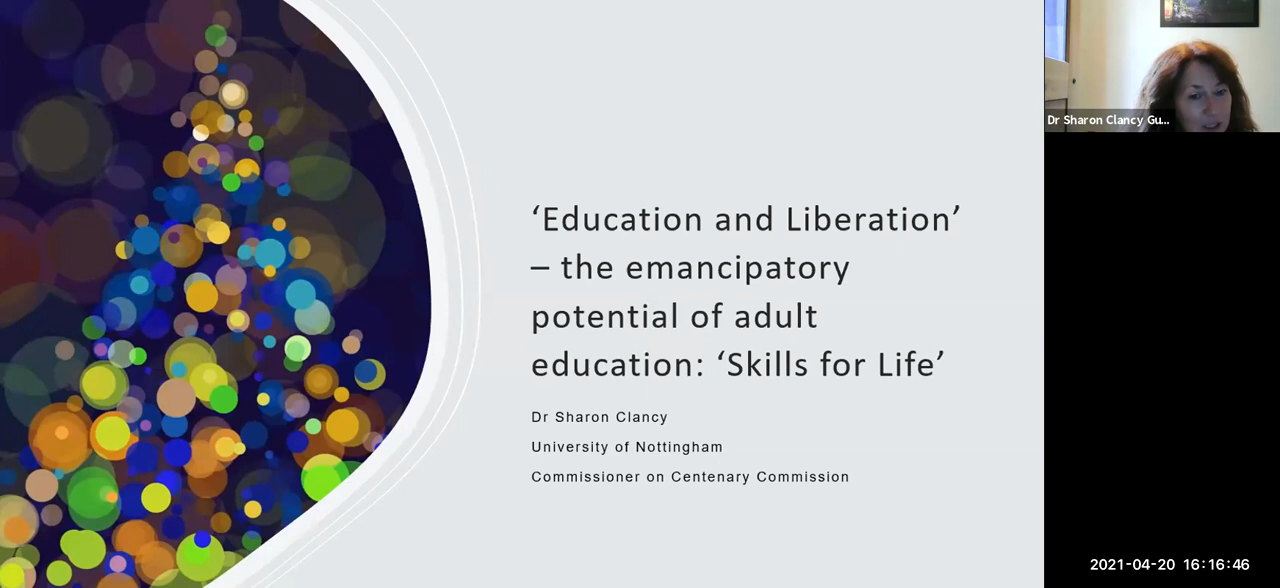 ‘Education and Liberation’
– the emancipatory
potential of adult
education: ‘Skills for Life’
Dr Sharon Clancy
University of Nottingham
Commissioner on Centenary Commission
Dr Sharon Clancy Gu...
2021-04-20 16:16:46